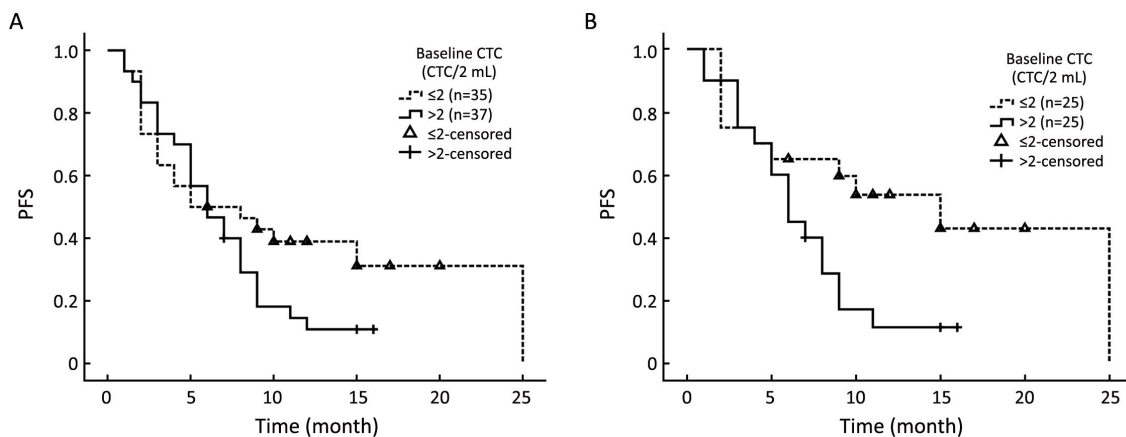 A
PFS
1.0
0.8
0.6
0.4
0.2
0
0 5 10 15 20 25
Time (month)
Baseline CTC
(CTC/2 mL)
≤2 (n=35)
>2 (n=37)
≤2-censored
>2-censored
B
PFS
1.0
0.8
0.6
0.4
0.2
0
0 5 10 15 20 25
Time (month)
Baseline CTC
(CTC/2 mL)
≤2 (n=25)
>2 (n=25)
≤2-censored
>2-censored